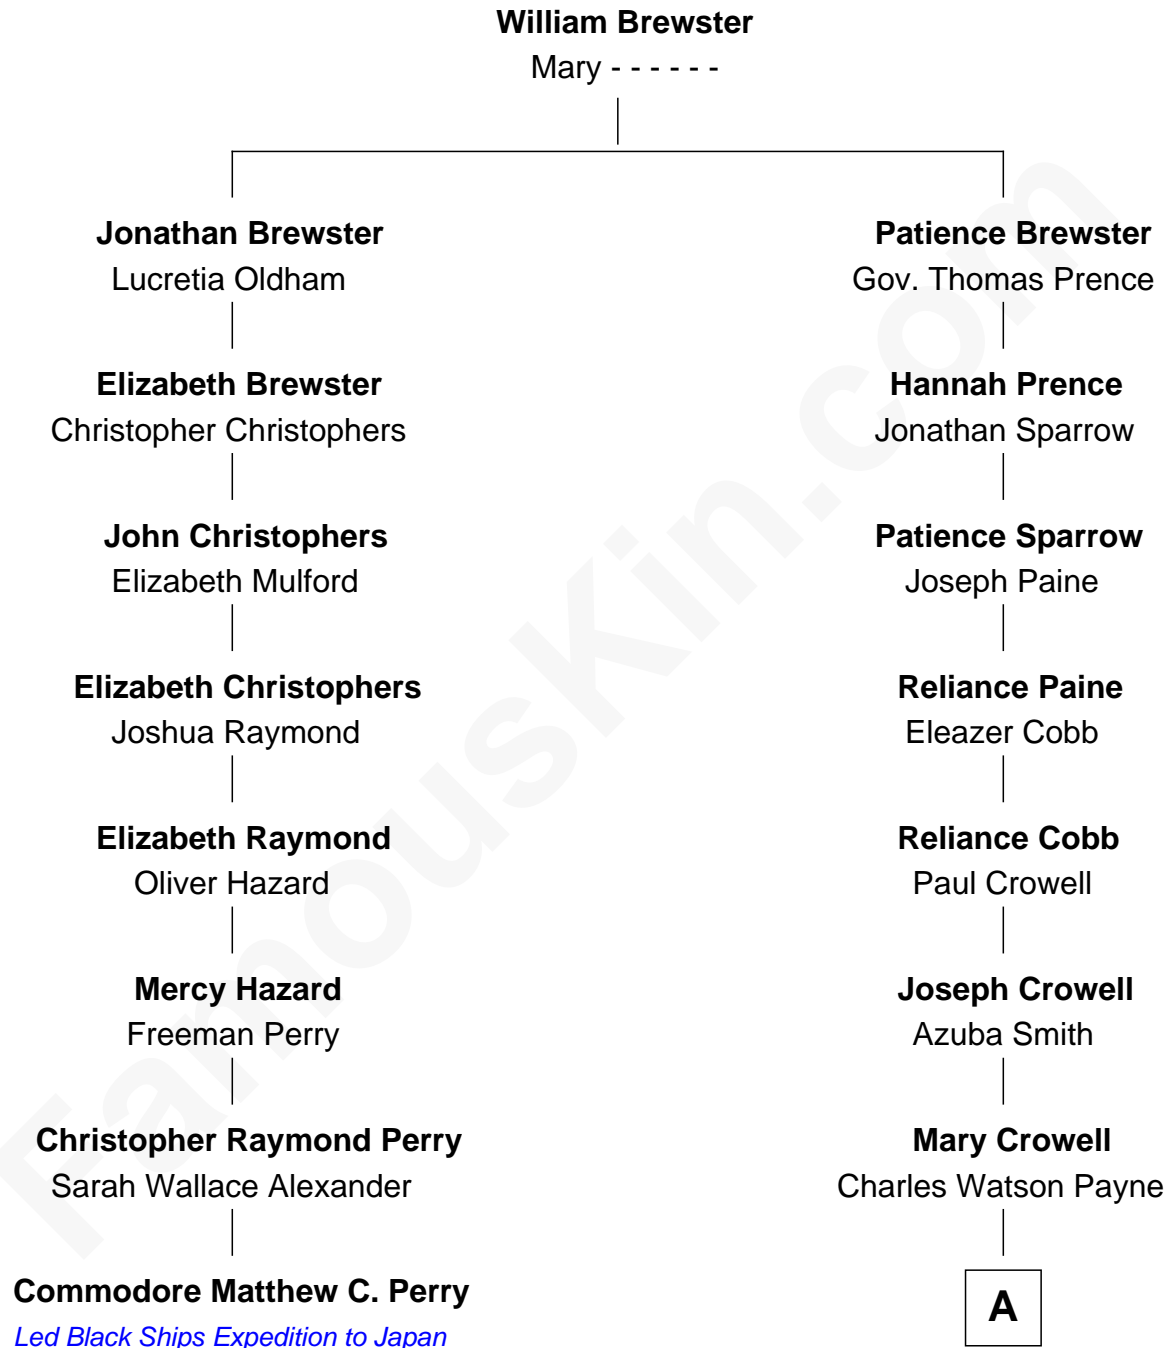 William Brewster
Mary - - - - - -
Jonathan Brewster
Lucretia Oldham
Patience Brewster
Gov. Thomas Prence
Elizabeth Brewster
Christopher Christophers
Hannah Prence
Jonathan Sparrow
John Christophers
Elizabeth Mulford
Patience Sparrow
Joseph Paine
Elizabeth Christophers
Joshua Raymond
Reliance Paine
Eleazer Cobb
Elizabeth Raymond
Oliver Hazard
Reliance Cobb
Paul Crowell
Mercy Hazard
Freeman Perry
Joseph Crowell
Azuba Smith
Christopher Raymond Perry
Sarah Wallace Alexander
Mary Crowell
Charles Watson Payne
Commodore Matthew C. Perry
Led Black Ships Expedition to Japan
A
FamousKin.com